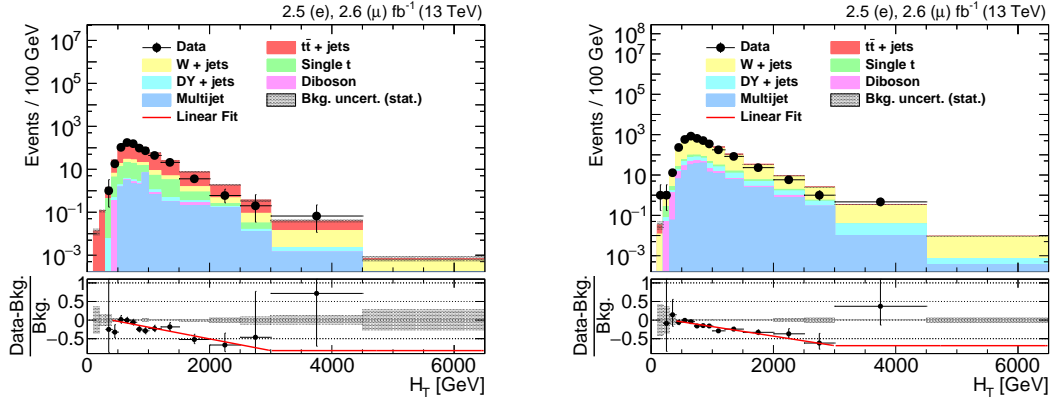 2.5 (e), 2.6 (μ) fb⁻¹ (13 TeV)
Events / 100 GeV
10⁷
10⁵
10³
10
10⁻¹
10⁻³
Data
tt̄ + jets
W + jets
Single t
DY + jets
Diboson
Multijet
Bkg. uncert. (stat.)
Linear Fit
Data-Bkg.
Bkg.
1
0.5
0
−0.5
0 2000 4000 6000
H_T [GeV]
2.5 (e), 2.6 (μ) fb⁻¹ (13 TeV)
Events / 100 GeV
10⁷
10⁵
10³
10
10⁻¹
10⁻³
Data
tt̄ + jets
W + jets
Single t
DY + jets
Diboson
Multijet
Bkg. uncert. (stat.)
Linear Fit
Data-Bkg.
Bkg.
1
0.5
0
−0.5
0 2000 4000 6000
H_T [GeV]